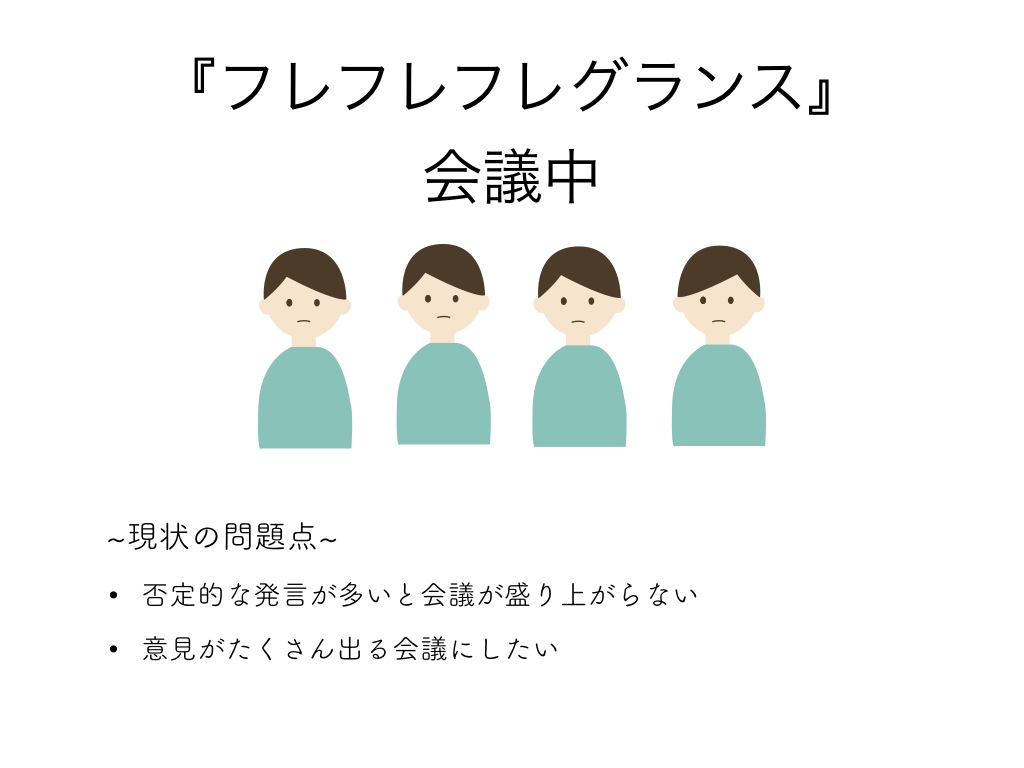 『フレフレフレグランス』
会議中
~現状の問題点~
• 否定的な発言が多いと会議が盛り上がらない
• 意見がたくさん出る会議にしたい